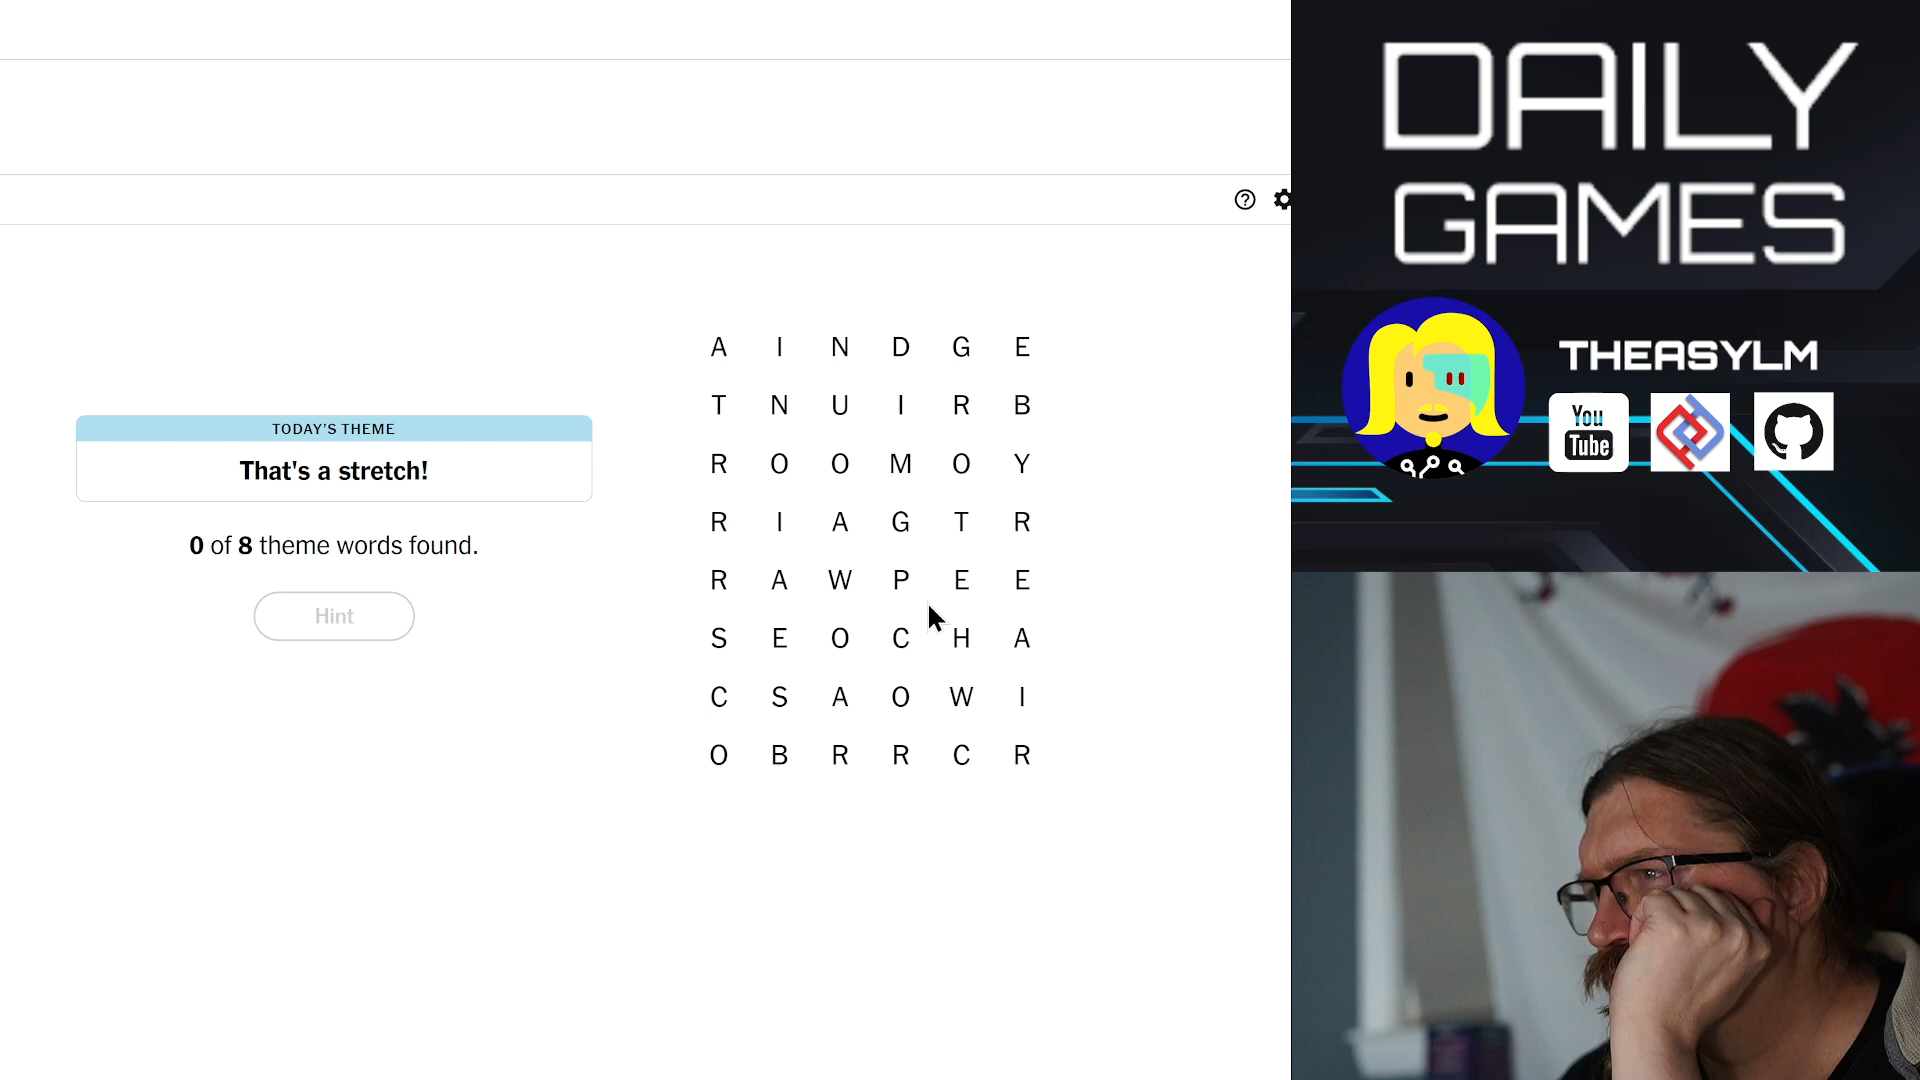 DAILY
GAMES
THEASYLM
You
Tube
TODAY'S THEME
That's a stretch!
0 of 8 theme words found.
Hint
A I N D G E
T N U I R B
R O O M O Y
R I A G T R
R A W P E E
S E O C H A
C S A O W I
O B R R C R